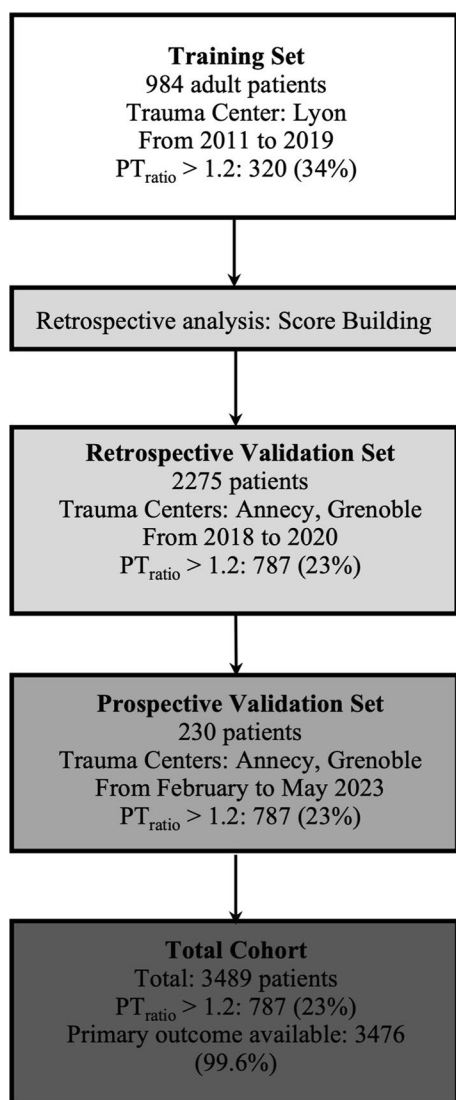 Training Set
984 adult patients
Trauma Center: Lyon
From 2011 to 2019
PTratio > 1.2: 320 (34%)
Retrospective analysis: Score Building
Retrospective Validation Set
2275 patients
Trauma Centers: Annecy, Grenoble
From 2018 to 2020
PTratio > 1.2: 787 (23%)
Prospective Validation Set
230 patients
Trauma Centers: Annecy, Grenoble
From February to May 2023
PTratio > 1.2: 787 (23%)
Total Cohort
Total: 3489 patients
PTratio > 1.2: 787 (23%)
Primary outcome available: 3476
(99.6%)